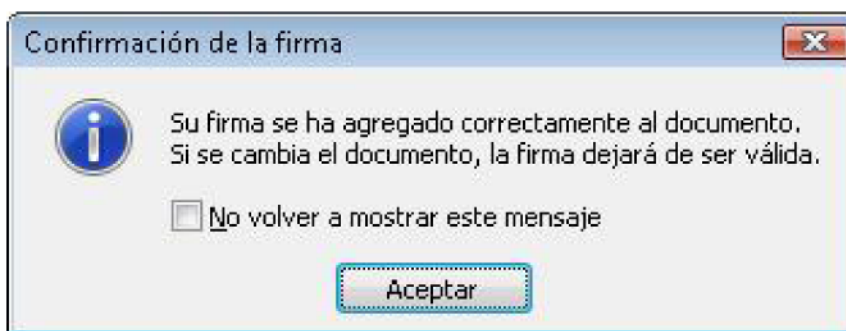 Confirmación de la firma
Su firma se ha agregado correctamente al documento.
Si se cambia el documento, la firma dejará de ser válida.
No volver a mostrar este mensaje
Aceptar